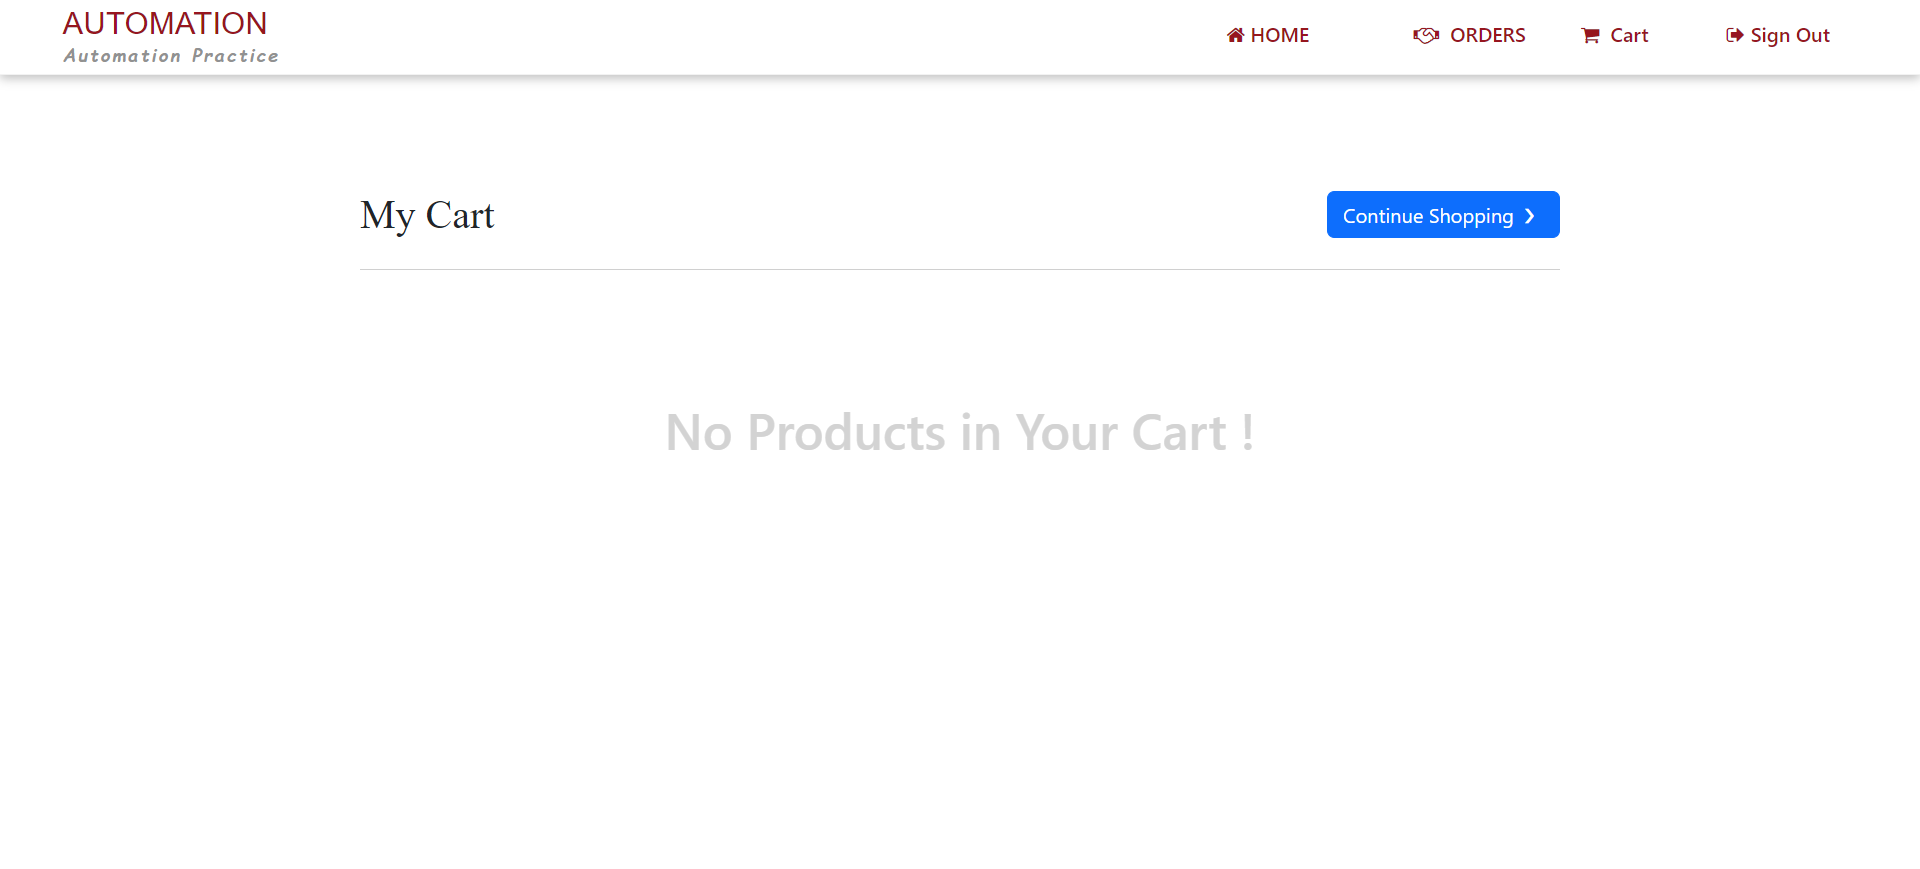 AUTOMATION
Automation Practice
HOME
ORDERS
Cart
Sign Out
My Cart
Continue Shopping ❯
No Products in Your Cart !